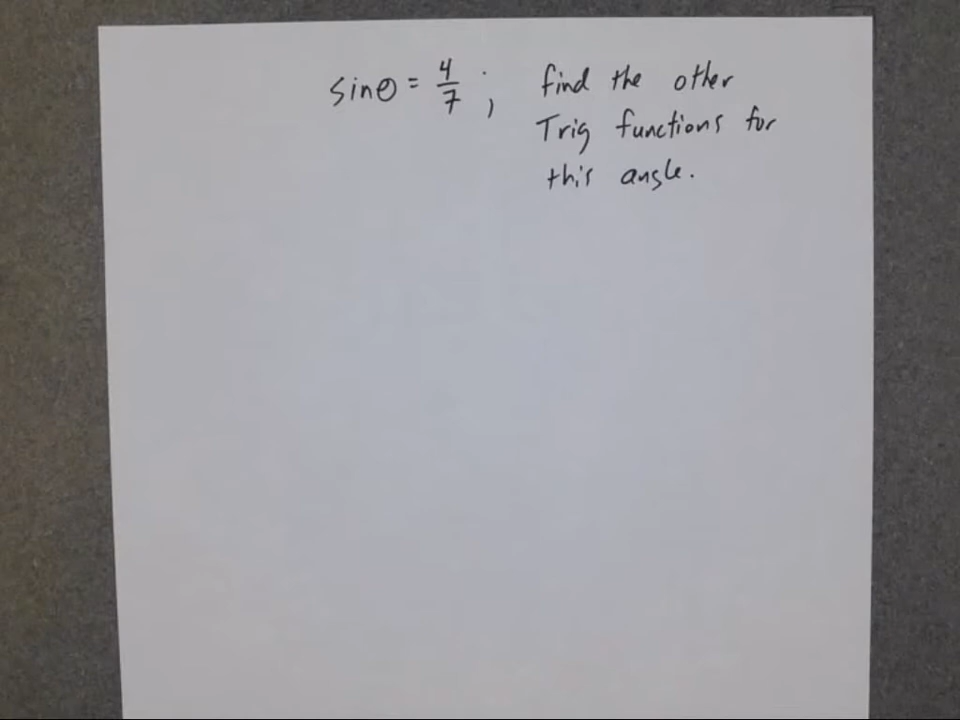 sinθ = 4/7 ; find the other
Trig functions for
this angle.